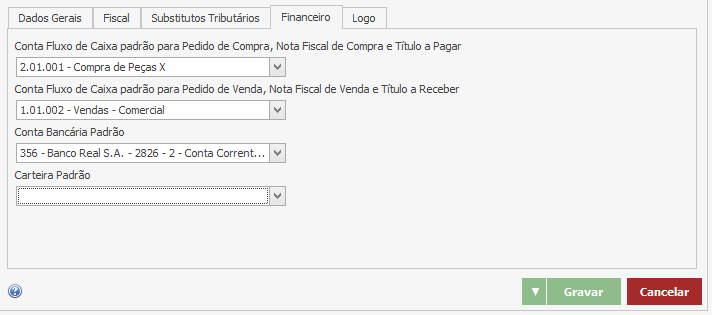 Dados Gerais Fiscal Substitutos Tributários Financeiro Logo
Conta Fluxo de Caixa padrão para Pedido de Compra, Nota Fiscal de Compra e Título a Pagar
2.01.001 - Compra de Peças X
Conta Fluxo de Caixa padrão para Pedido de Venda, Nota Fiscal de Venda e Título a Receber
1.01.002 - Vendas - Comercial
Conta Bancária Padrão
356 - Banco Real S.A. - 2826 - 2 - Conta Corrent...
Carteira Padrão
? ▼ Gravar Cancelar